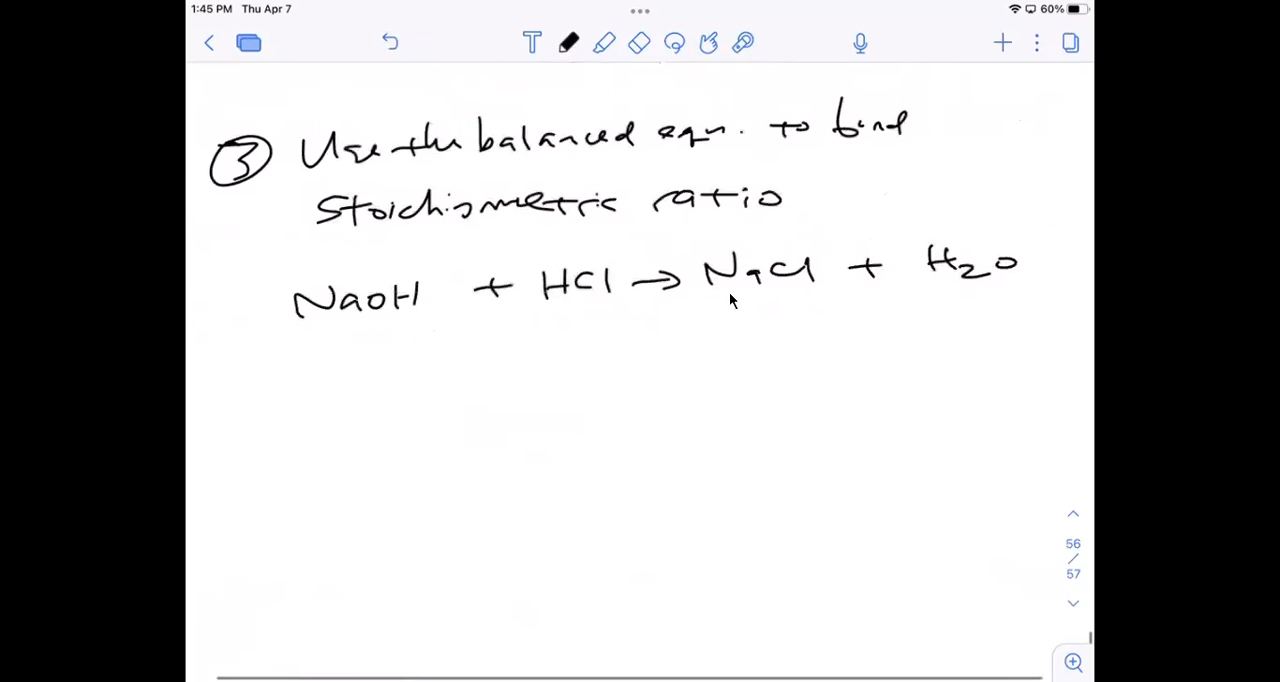 1:45 PM Thu Apr 7
60%
T
③ Use the balanced eqn. to find
Stoichiometric ratio
NaOH + HCl → NaCl + H2O
56
/
57